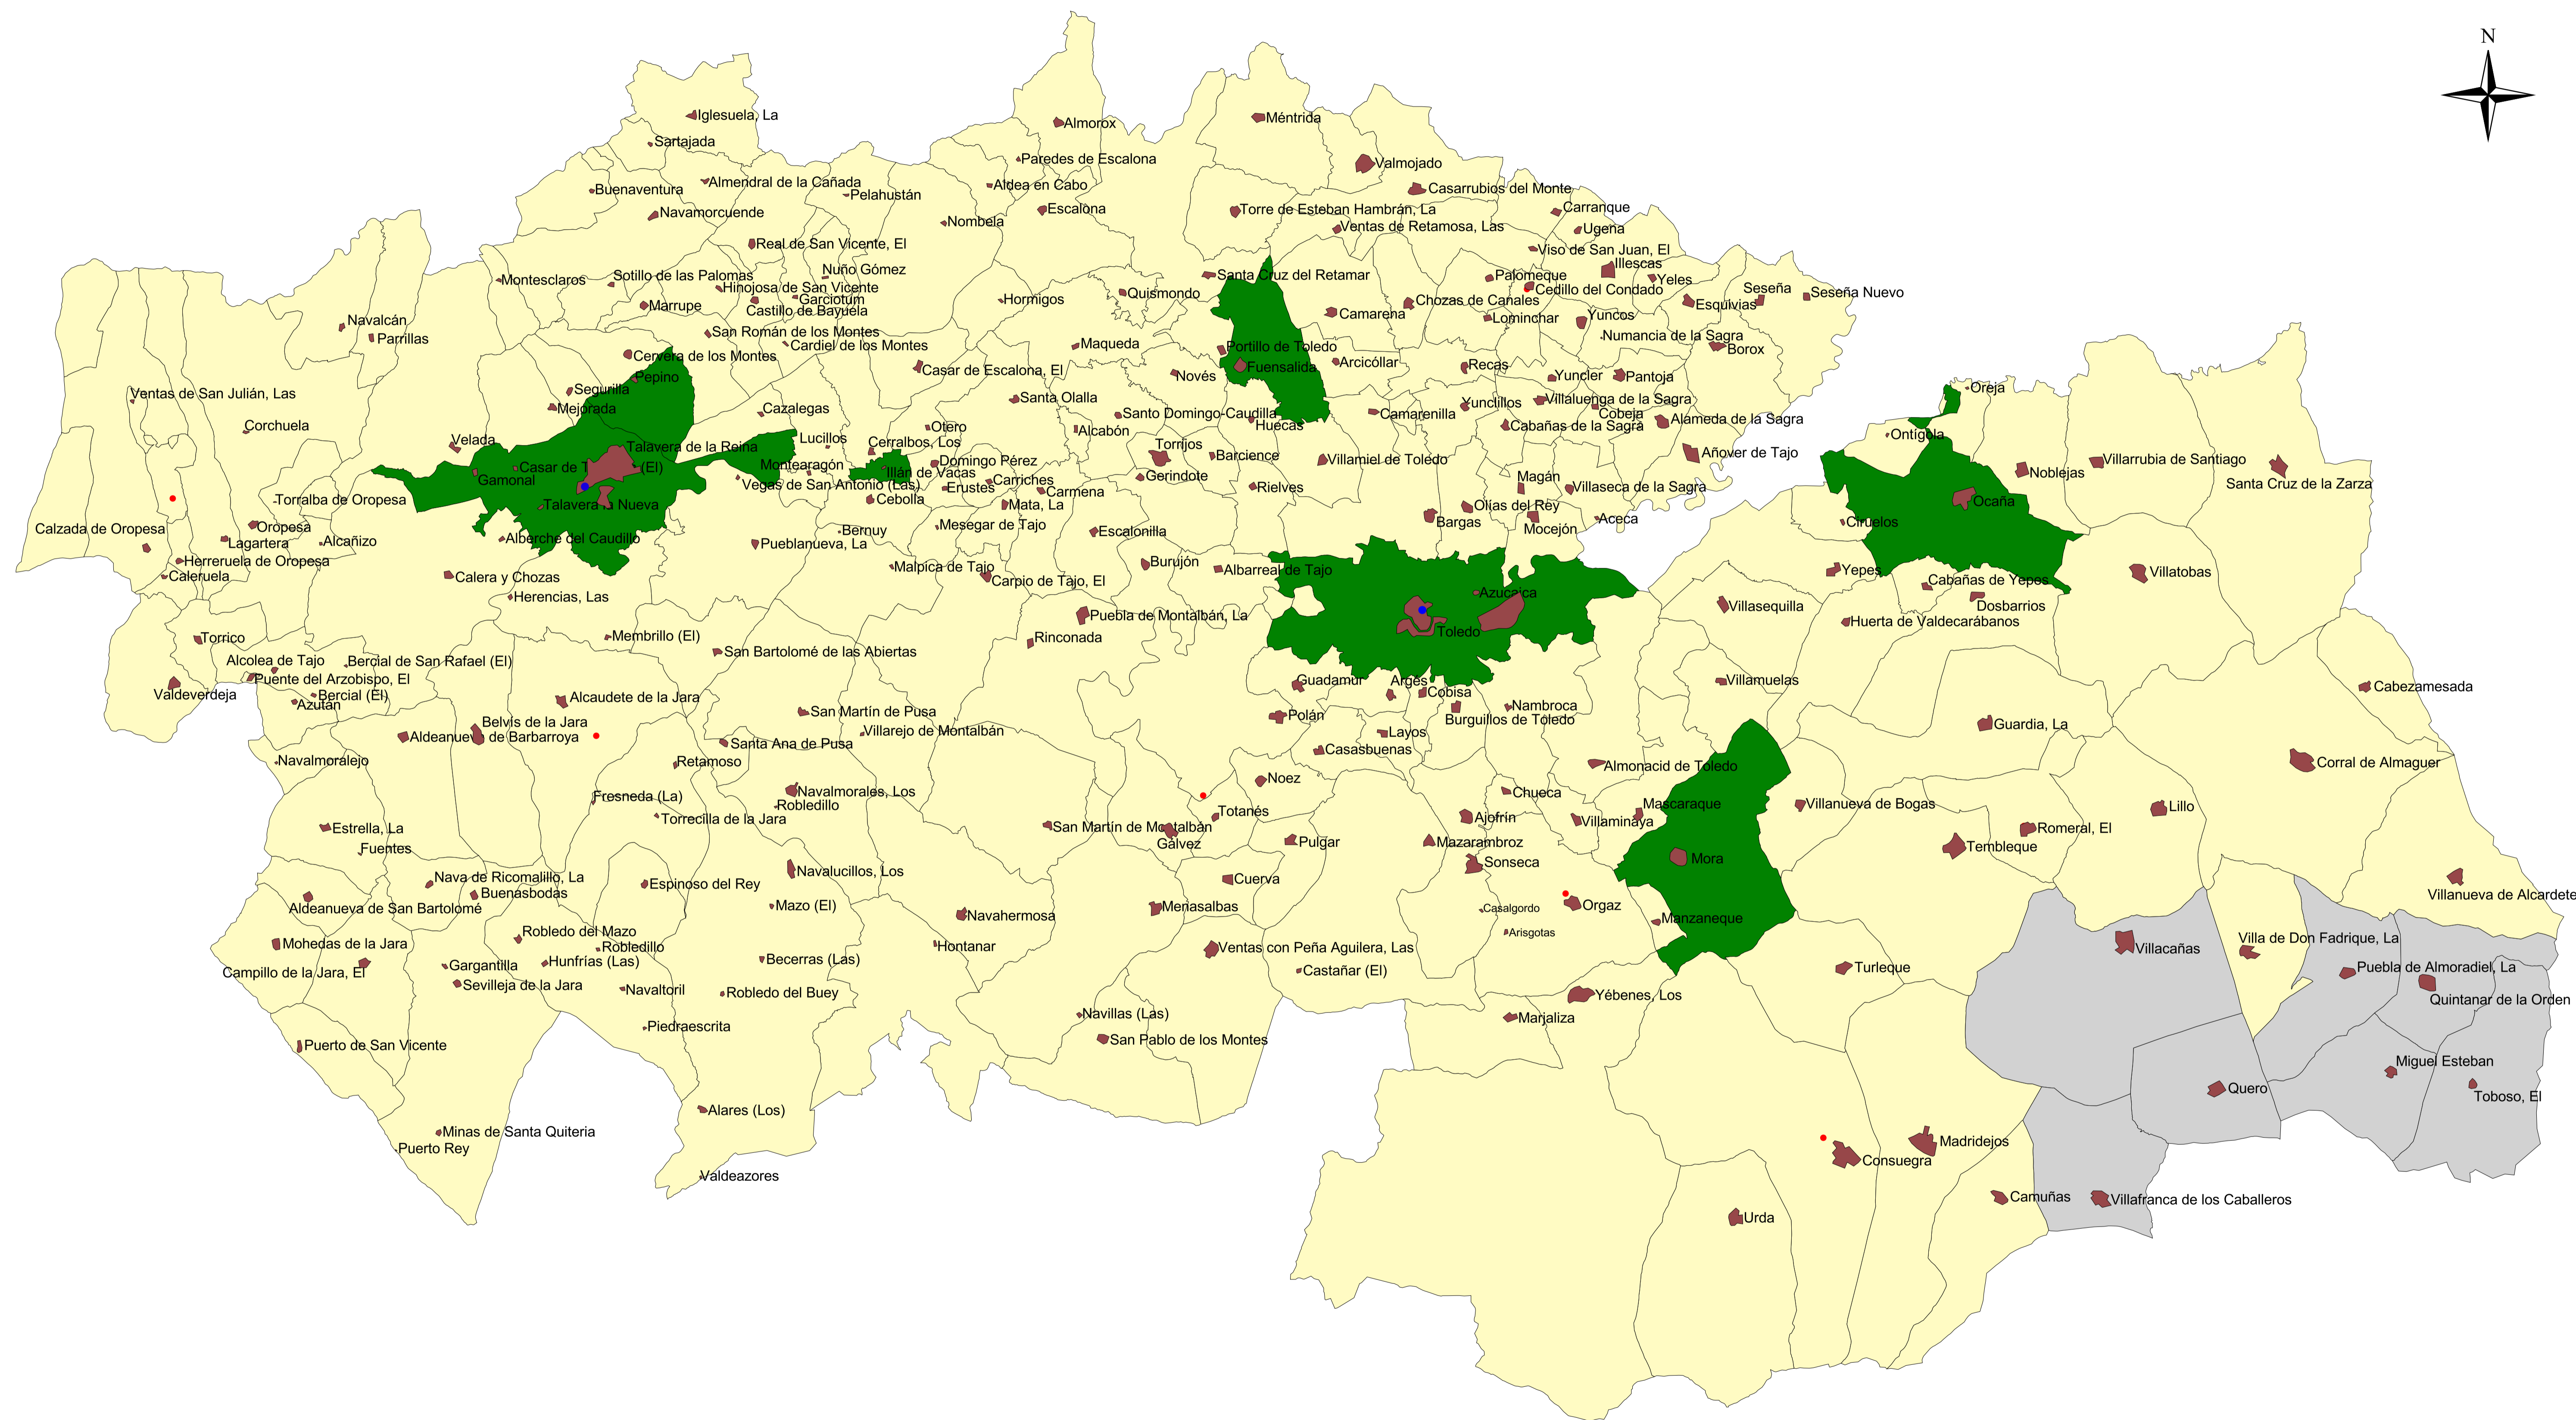 N
Iglesuela, La
Méntrida
Almorox
Sartajada
Paredes de Escalona
Valmojado
Almendral de la Cañada
Aldea en Cabo
Buenaventura
Casarrubios del Monte
Pelahustán
Carranque
Navamorcuende
Escalona
Torre de Esteban Hambrán, La
Nombela
Ventas de Retamosa, Las
Ugena
Real de San Vicente, El
Viso de San Juan, El
Illescas
Nuño Gómez
Sotillo de las Palomas
Santa Cruz del Retamar
Palomeque
Montesclaros
Yeles
Hinojosa de San Vicente
Cedillo del Condado
Seseña
Seseña Nuevo
Quismondo
Garciotúm
Hormigos
Chozas de Canales
Esquivias
Marrupe
Castillo de Bayuela
Camarena
Yuncos
Lominchar
Navalcán
San Román de los Montes
Numancia de la Sagra
Parrillas
Cardiel de los Montes
Maqueda
Portillo de Toledo
Borox
Cervera de los Montes
Arcicóllar
Recas
Fuensalida
Casar de Escalona, El
Novés
Pepino
Yuncler
Pantoja
Oreja
Segurilla
Ventas de San Julián, Las
Santa Olalla
Villaluenga de la Sagra
Yunclillos
Mejorada
Cazalegas
Santo Domingo-Caudilla
Camarenilla
Cobeja
Alameda de la Sagra
Corchuela
Otero
Alcabón
Huecas
Cabañas de la Sagra
Ontígola
Velada
Lucillos
Cerralbos, Los
Torrijos
Talavera de la Reina
Añover de Tajo
Barcience
Villamiel de Toledo
Villarrubia de Santiago
Domingo Pérez
Montearagón
Casar de T (El)
Illán de Vacas
Noblejas
Gamonal
Gerindote
Magán
Carriches
Vegas de San Antonio (Las)
Santa Cruz de la Zarza
Erustes
Rielves
Villaseca de la Sagra
Carmena
Torralba de Oropesa
Cebolla
Ocaña
Talavera la Nueva
Mata, La
Olías del Rey
Aceca
Bargas
Ciruelos
Calzada de Oropesa
Oropesa
Mesegar de Tajo
Mocejón
Bernuy
Escalonilla
Alberche del Caudillo
Lagartera
Alcañizo
Pueblanueva, La
Herreruela de Oropesa
Burujón
Malpica de Tajo
Albarreal de Tajo
Yepes
Villatobas
Caleruela
Calera y Chozas
Carpio de Tajo, El
Cabañas de Yepes
Azucaica
Herencias, Las
Dosbarrios
Villasequilla
Puebla de Montalbán, La
Huerta de Valdecarábanos
Toledo
Membrillo (El)
Torrico
Rinconada
San Bartolomé de las Abiertas
Alcolea de Tajo
Bercial de San Rafael (El)
Puente del Arzobispo, El
Guadamur
Argés
Villamuelas
Cabezamesada
Valdeverdeja
Bercial (El)
Cobisa
Alcaudete de la Jara
Azután
Nambroca
San Martín de Pusa
Polán
Burguillos de Toledo
Belvís de la Jara
Guardia, La
Villarejo de Montalbán
Layos
Aldeanueva de Barbarroya
Santa Ana de Pusa
Casasbuenas
Navalmoralejo
Retamoso
Corral de Almaguer
Almonacid de Toledo
Noez
Navalmorales, Los
Chueca
Fresneda (La)
Robledillo
Mascaraque
Villanueva de Bogas
Lillo
Totanés
Torrecilla de la Jara
Ajofrín
Villaminaya
Estrella, La
San Martín de Montalbán
Romeral, El
Gálvez
Pulgar
Mazarambroz
Fuentes
Tembleque
Mora
Sonseca
Navalucillos, Los
Nava de Ricomalillo, La
Cuerva
Espinoso del Rey
Buenasbodas
Villanueva de Alcardete
Aldeanueva de San Bartolomé
Mazo (El)
Menasalbas
Orgaz
Casalgordo
Navahermosa
Manzaneque
Robledo del Mazo
Arisgotas
Villa de Don Fadrique, La
Mohedas de la Jara
Hontanar
Robledillo
Ventas con Peña Aguilera, Las
Villacañas
Becerras (Las)
Hunfrías (Las)
Gargantilla
Turleque
Puebla de Almoradiel, La
Campillo de la Jara, El
Castañar (El)
Sevilleja de la Jara
Navaltoril
Robledo del Buey
Yébenes, Los
Quintanar de la Orden
Navillas (Las)
Marjaliza
Piedraescrita
San Pablo de los Montes
Puerto de San Vicente
Miguel Esteban
Quero
Toboso, El
Alares (Los)
Minas de Santa Quiteria
Madridejos
Puerto Rey
Consuegra
Valdeazores
Camuñas
Villafranca de los Caballeros
Urda